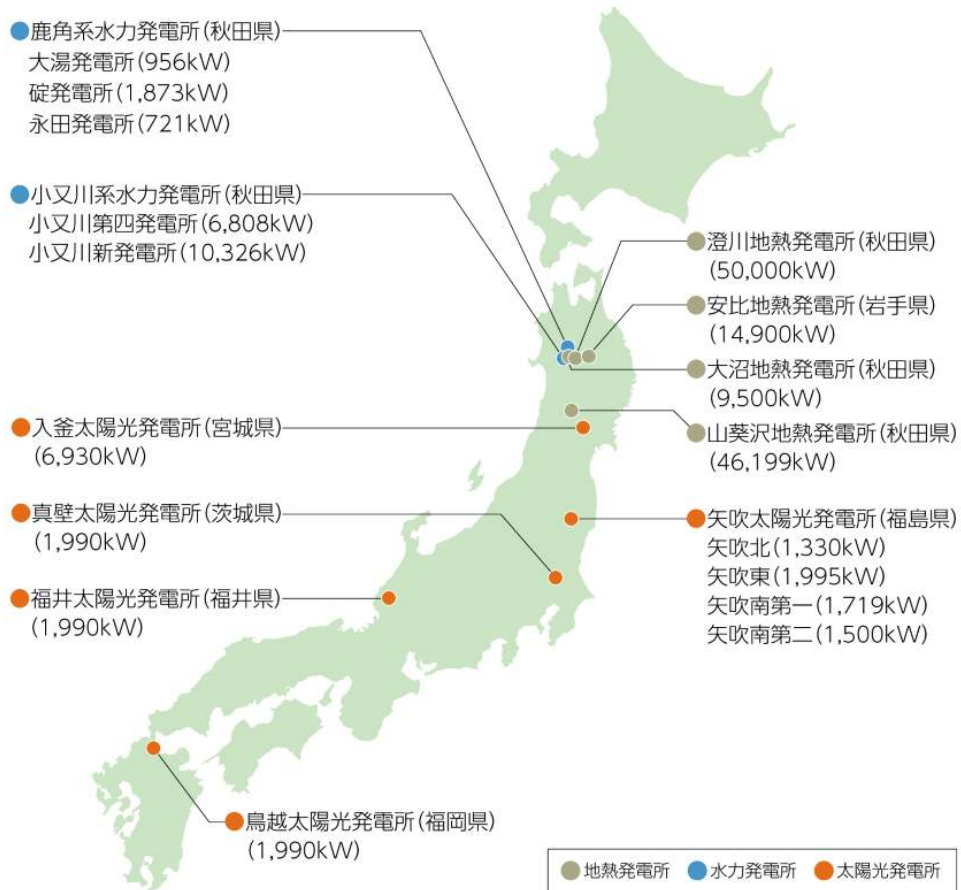 鹿角系水力発電所(秋田県)
大湯発電所(956kW)
碇発電所(1,873kW)
永田発電所(721kW)
小又川系水力発電所(秋田県)
小又川第四発電所(6,808kW)
小又川新発電所(10,326kW)
入釜太陽光発電所(宮城県)
(6,930kW)
真壁太陽光発電所(茨城県)
(1,990kW)
福井太陽光発電所(福井県)
(1,990kW)
鳥越太陽光発電所(福岡県)
(1,990kW)
澄川地熱発電所(秋田県)
(50,000kW)
安比地熱発電所(岩手県)
(14,900kW)
大沼地熱発電所(秋田県)
(9,500kW)
山葵沢地熱発電所(秋田県)
(46,199kW)
矢吹太陽光発電所(福島県)
矢吹北(1,330kW)
矢吹東(1,995kW)
矢吹南第一(1,719kW)
矢吹南第二(1,500kW)
地熱発電所 水力発電所 太陽光発電所